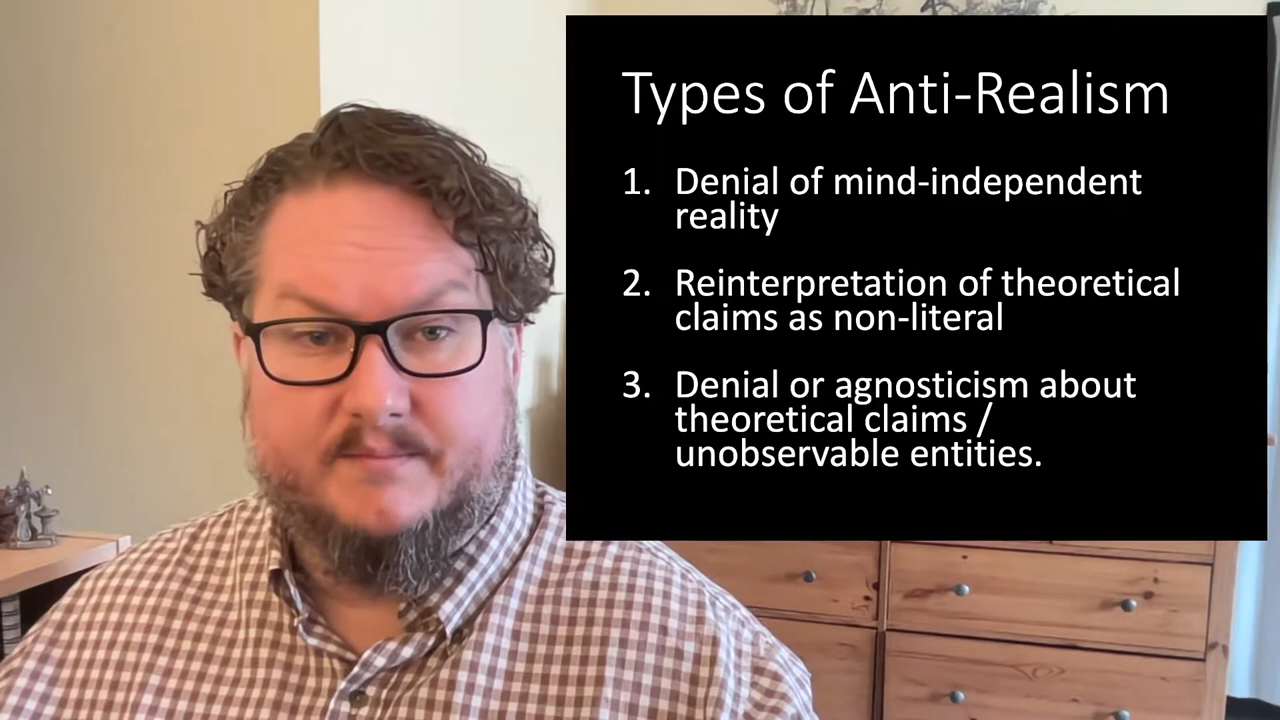 Types of Anti-Realism
1. Denial of mind-independent
reality
2. Reinterpretation of theoretical
claims as non-literal
3. Denial or agnosticism about
theoretical claims /
unobservable entities.